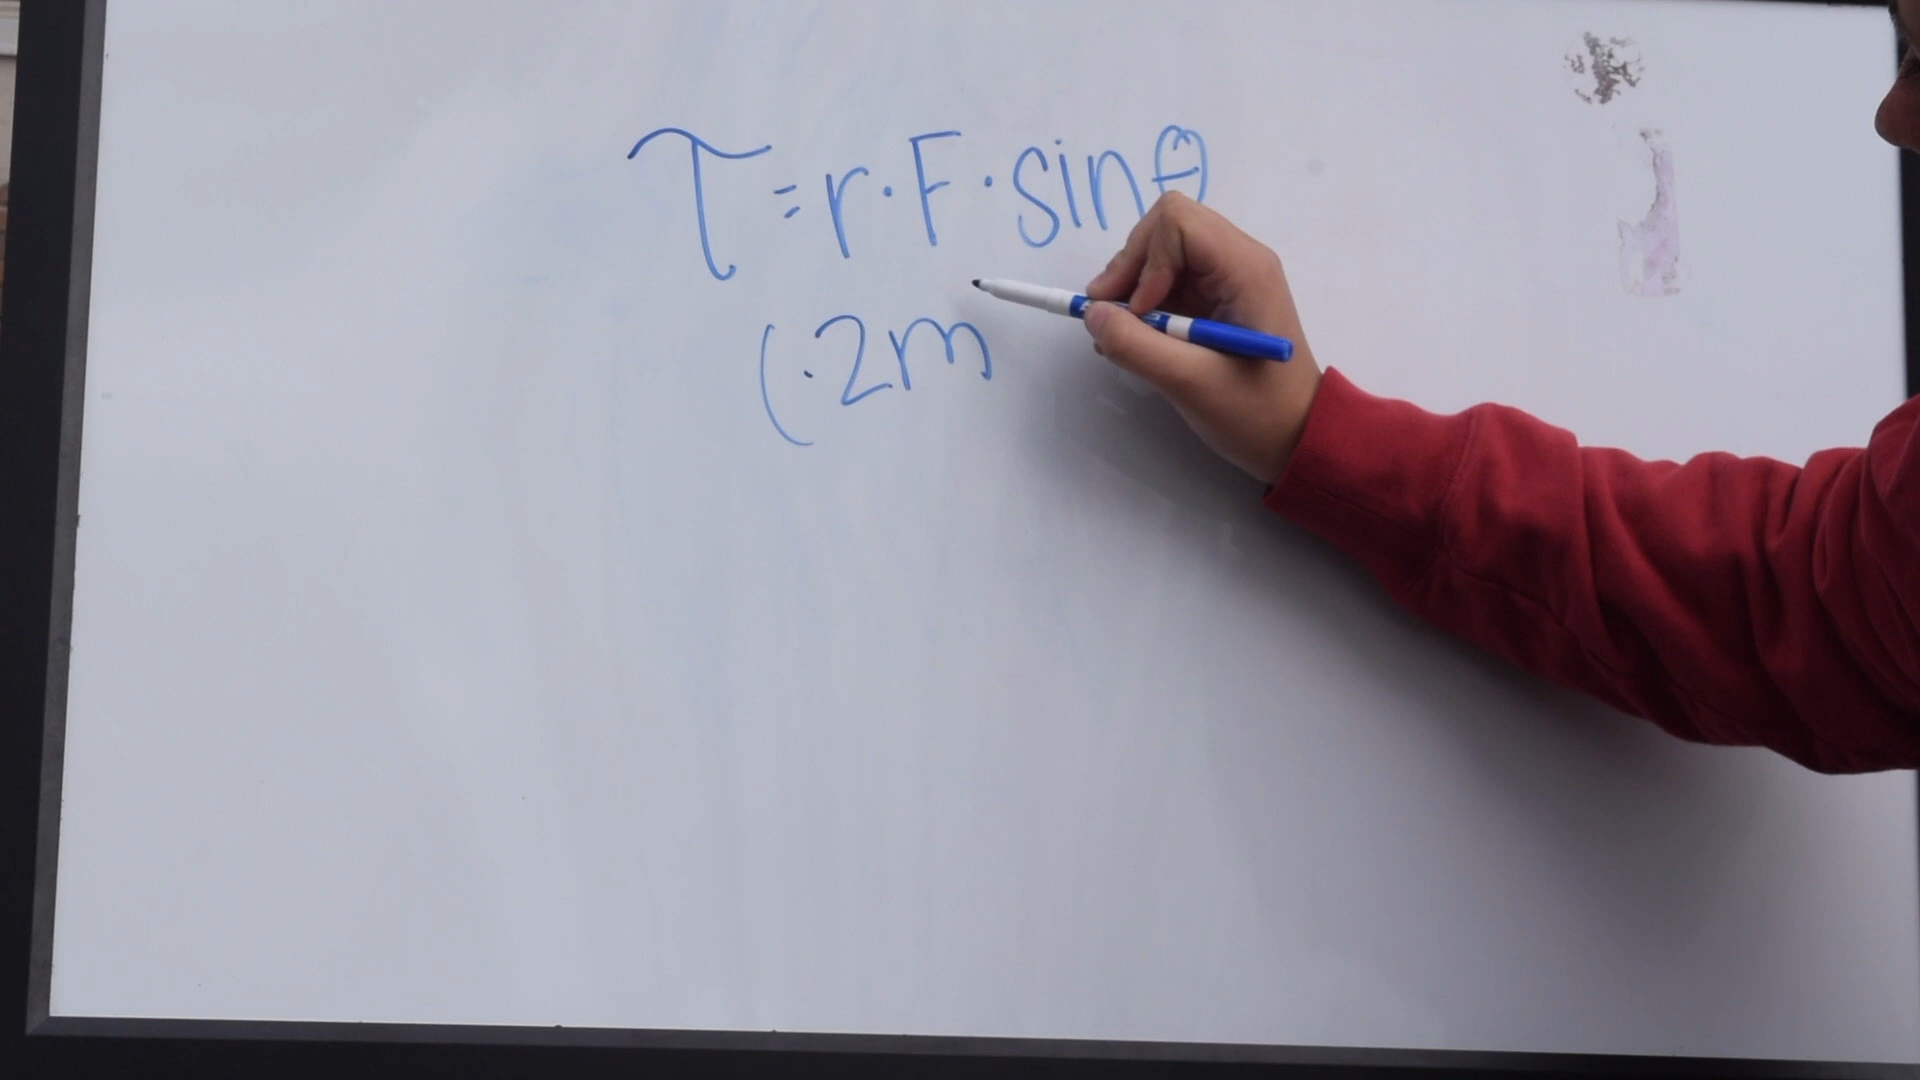 τ = r · F · sinθ
(.2m